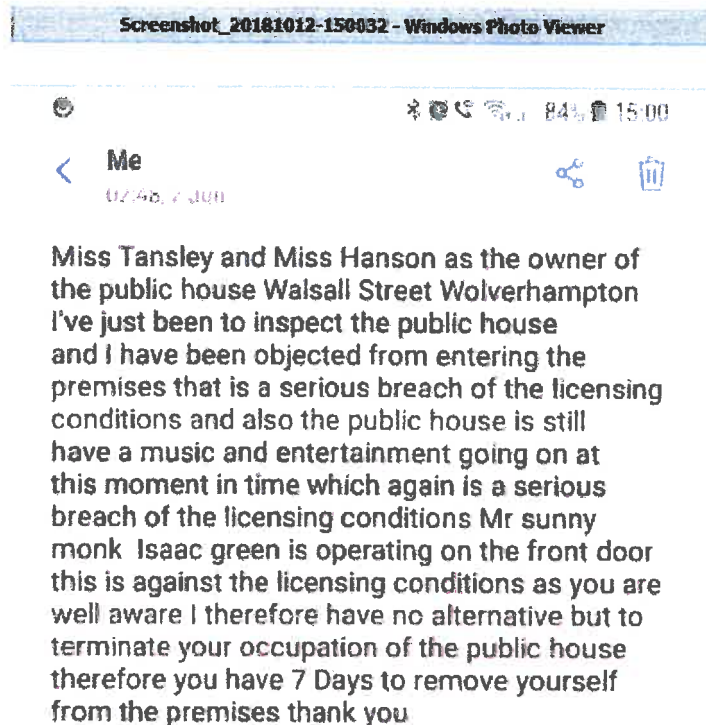 Screenshot_20181012-150032 - Windows Photo Viewer
84% 15:00
Me
02:48, 2 Jun
Miss Tansley and Miss Hanson as the owner of
the public house Walsall Street Wolverhampton
I've just been to inspect the public house
and I have been objected from entering the
premises that is a serious breach of the licensing
conditions and also the public house is still
have a music and entertainment going on at
this moment in time which again is a serious
breach of the licensing conditions Mr sunny
monk Isaac green is operating on the front door
this is against the licensing conditions as you are
well aware I therefore have no alternative but to
terminate your occupation of the public house
therefore you have 7 Days to remove yourself
from the premises thank you